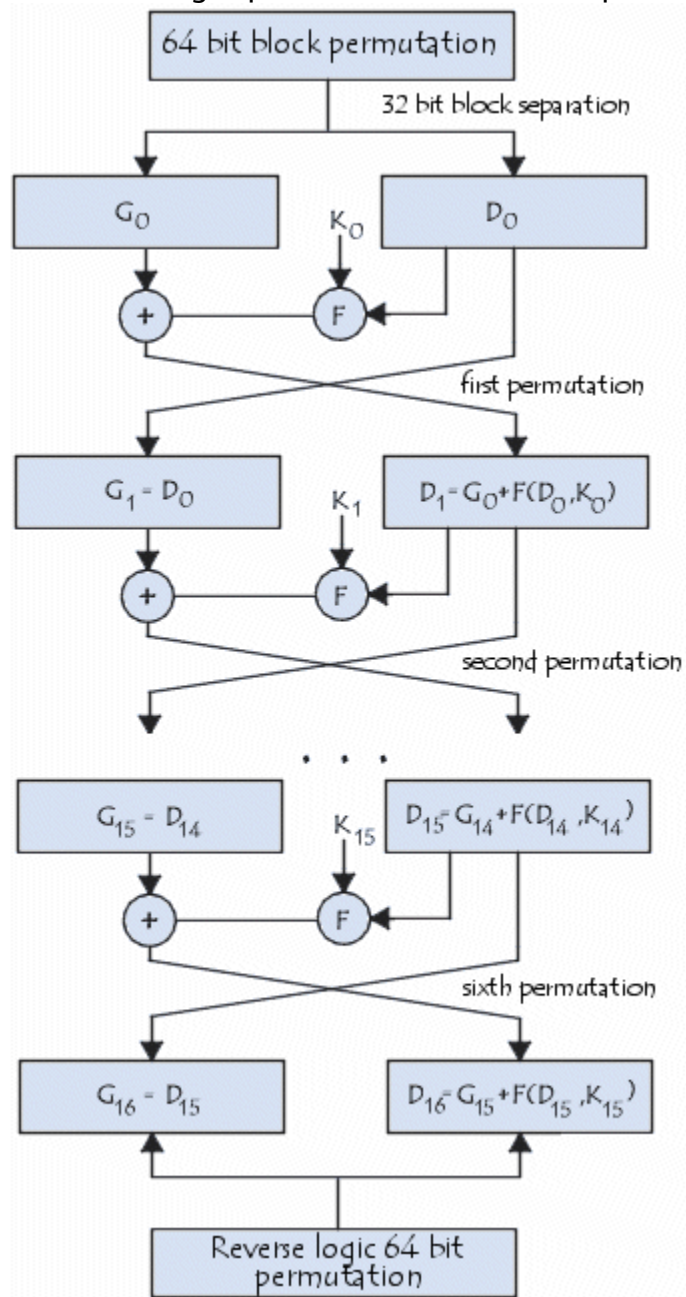 64 bit block permutation
32 bit block separation
G0
D0
K0
+
F
first permutation
G1 = D0
D1=G0+F(D0,K0)
K1
+
F
second permutation
. . .
G15 = D14
D15=G14+F(D14,K14)
K15
+
F
sixth permutation
G16 = D15
D16=G15+F(D15,K15)
Reverse logic 64 bit
permutation